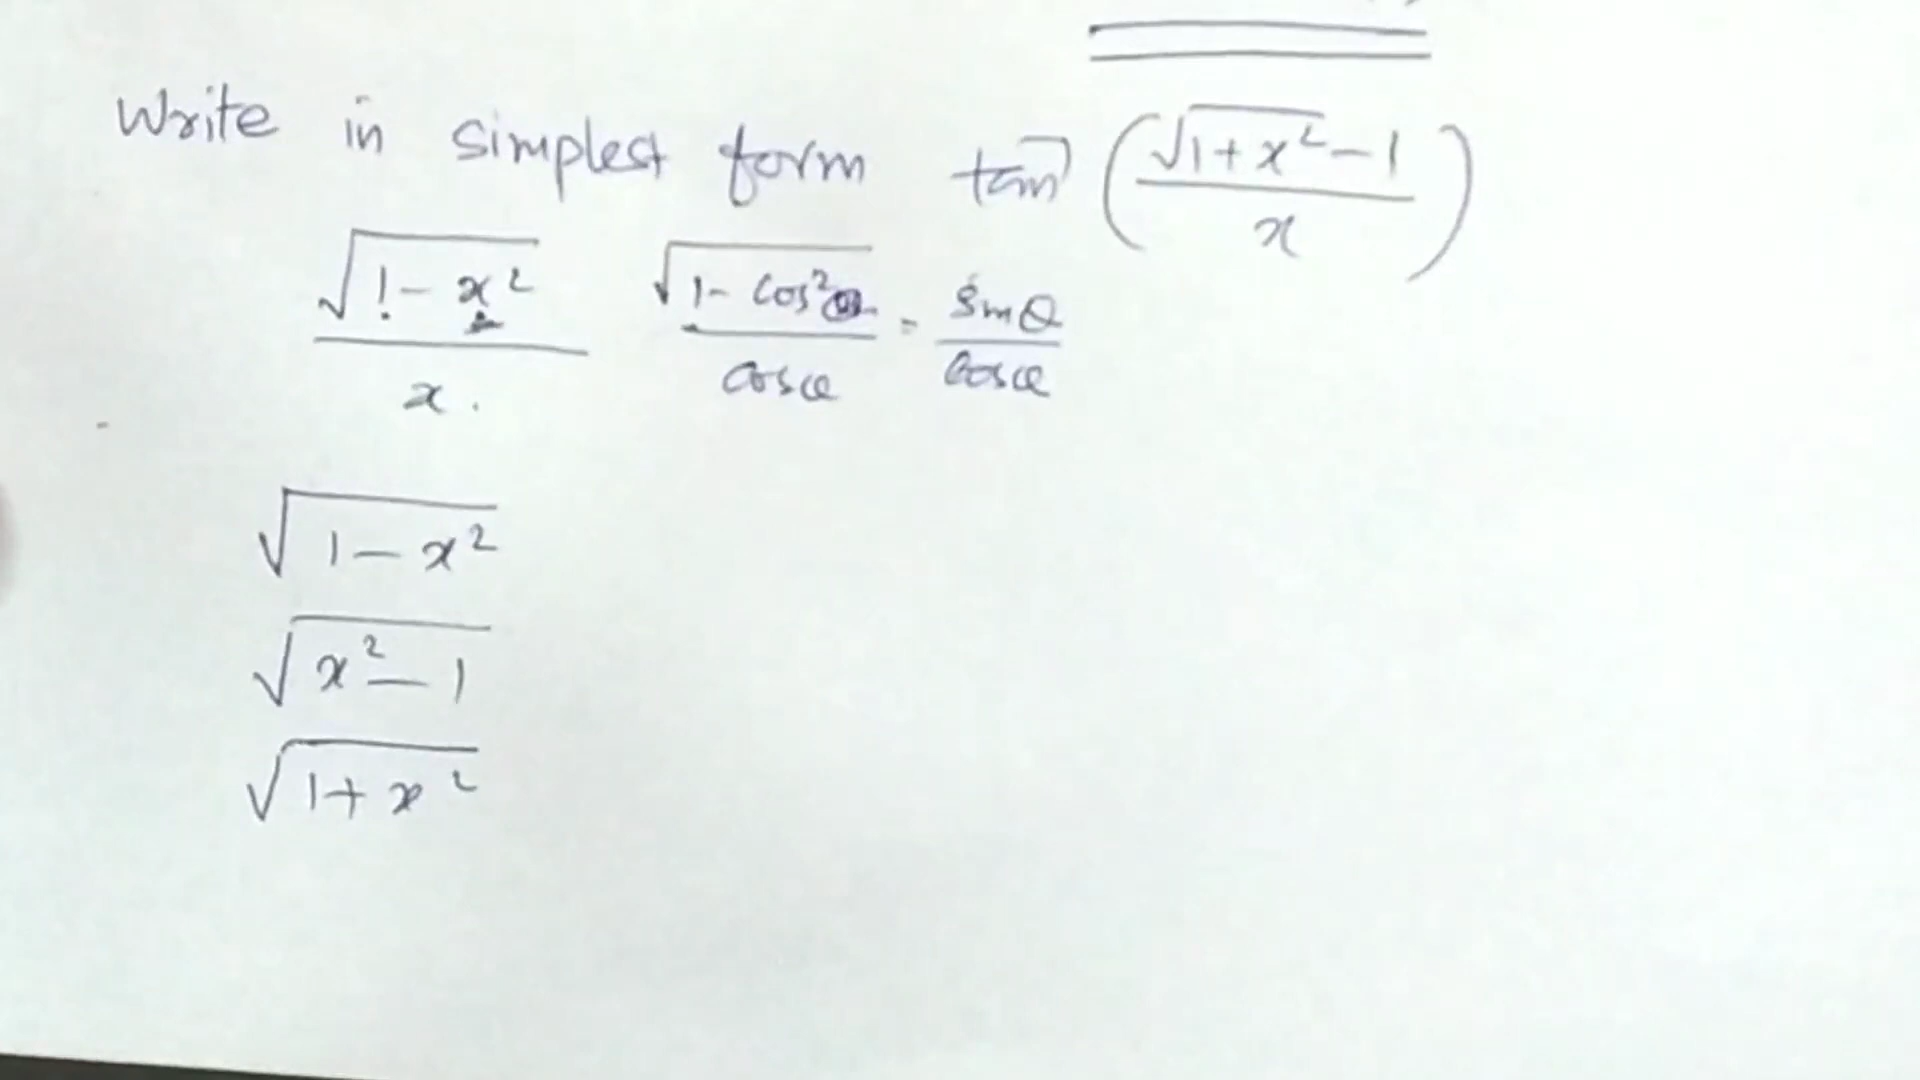 Write in simplest form tan⁻ ((√1+x² - 1)/x)
√1-x² / x. √1-cos²θ / cosθ = sinθ / cosθ
√1-x²
√x²-1
√1+x²